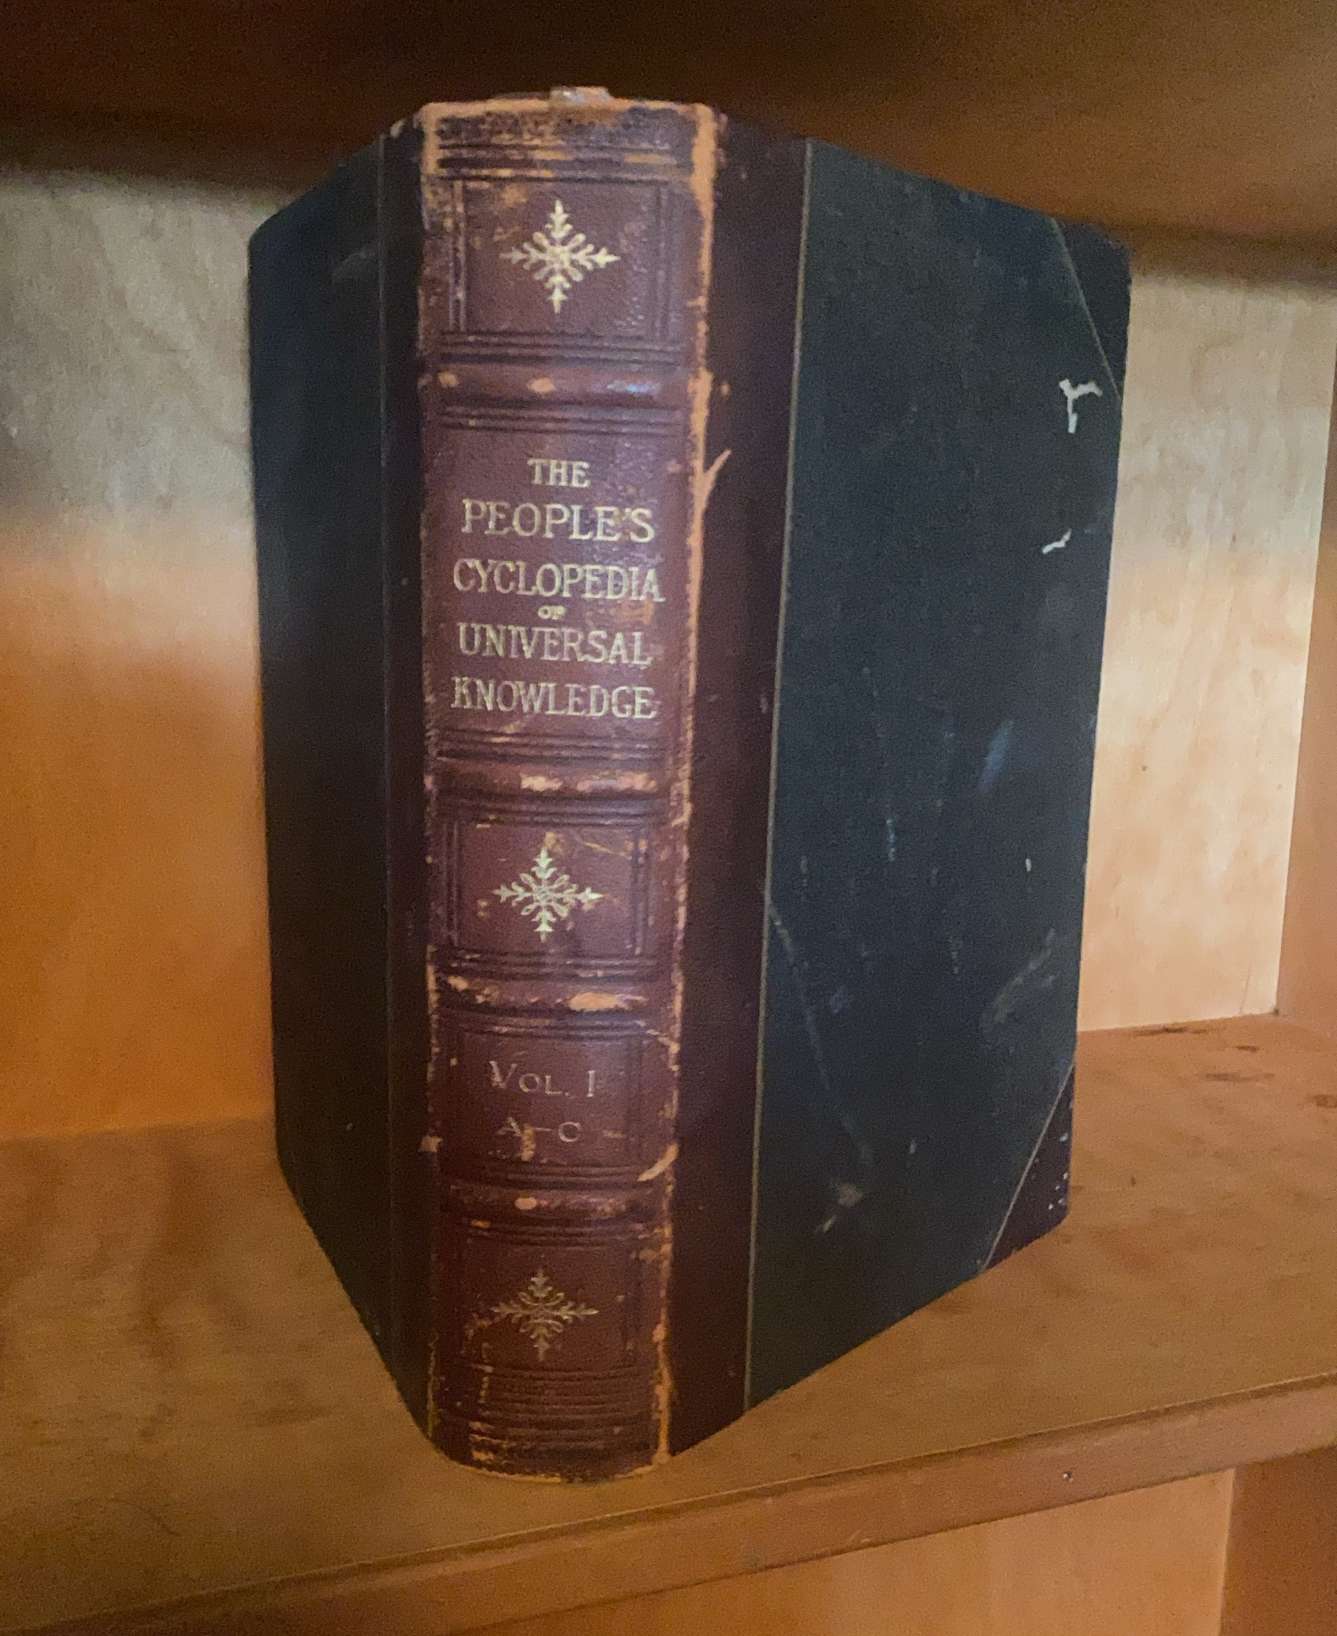 THE
PEOPLE'S
CYCLOPEDIA
OF
UNIVERSAL
KNOWLEDGE
VOL. I
A–C